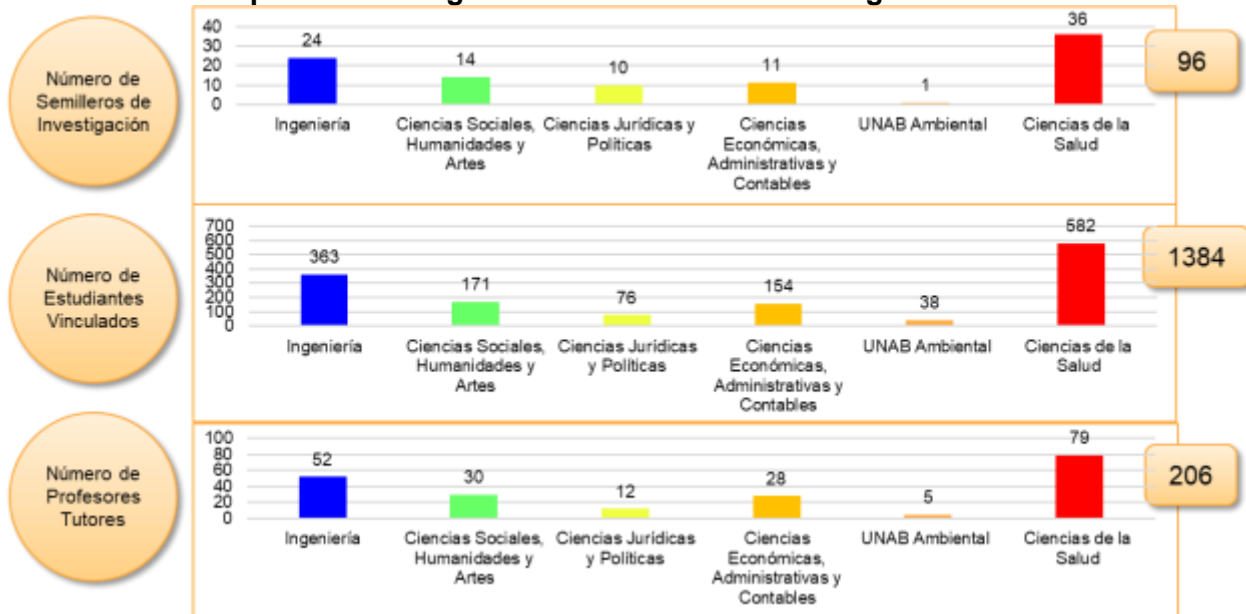 Número de
Semilleros de
Investigación
40
30
20
10
0
24
14
10
11
1
36
Ingeniería
Ciencias Sociales,
Humanidades y
Artes
Ciencias Jurídicas y
Políticas
Ciencias
Económicas,
Administrativas y
Contables
UNAB Ambiental
Ciencias de la
Salud
96
Número de
Estudiantes
Vinculados
700
600
500
400
300
200
100
0
363
171
76
154
38
582
Ingeniería
Ciencias Sociales,
Humanidades y
Artes
Ciencias Jurídicas
y Políticas
Ciencias
Económicas,
Administrativas y
Contables
UNAB Ambiental
Ciencias de la
Salud
1384
Número de
Profesores
Tutores
100
80
60
40
20
0
52
30
12
28
5
79
Ingeniería
Ciencias Sociales,
Humanidades y
Artes
Ciencias Jurídicas
y Políticas
Ciencias
Económicas,
Administrativas y
Contables
UNAB Ambiental
Ciencias de la
Salud
206